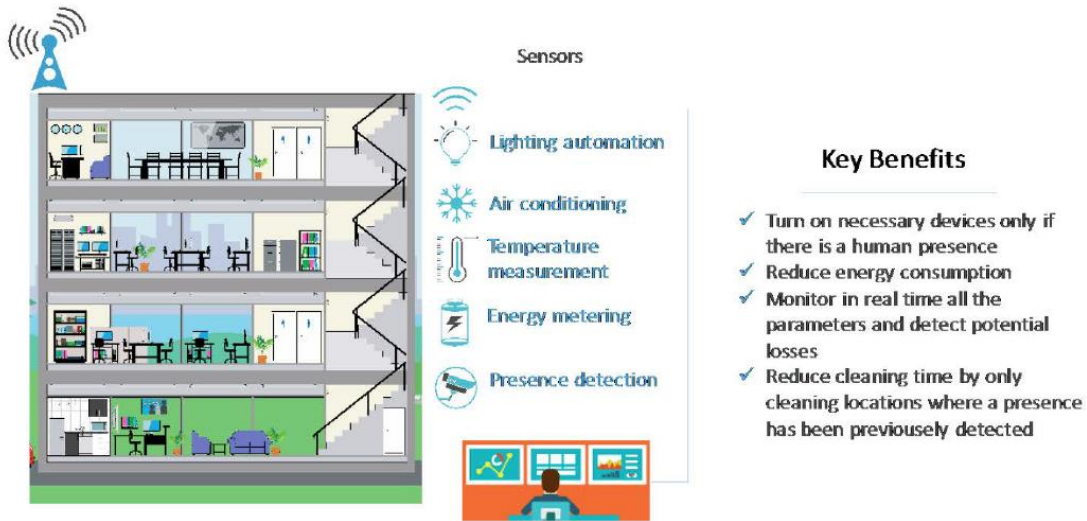 Sensors
Lighting automation
Air conditioning
Temperature
measurement
Energy metering
Presence detection
Key Benefits
Turn on necessary devices only if
there is a human presence
Reduce energy consumption
Monitor in real time all the
parameters and detect potential
losses
Reduce cleaning time by only
cleaning locations where a presence
has been previousely detected